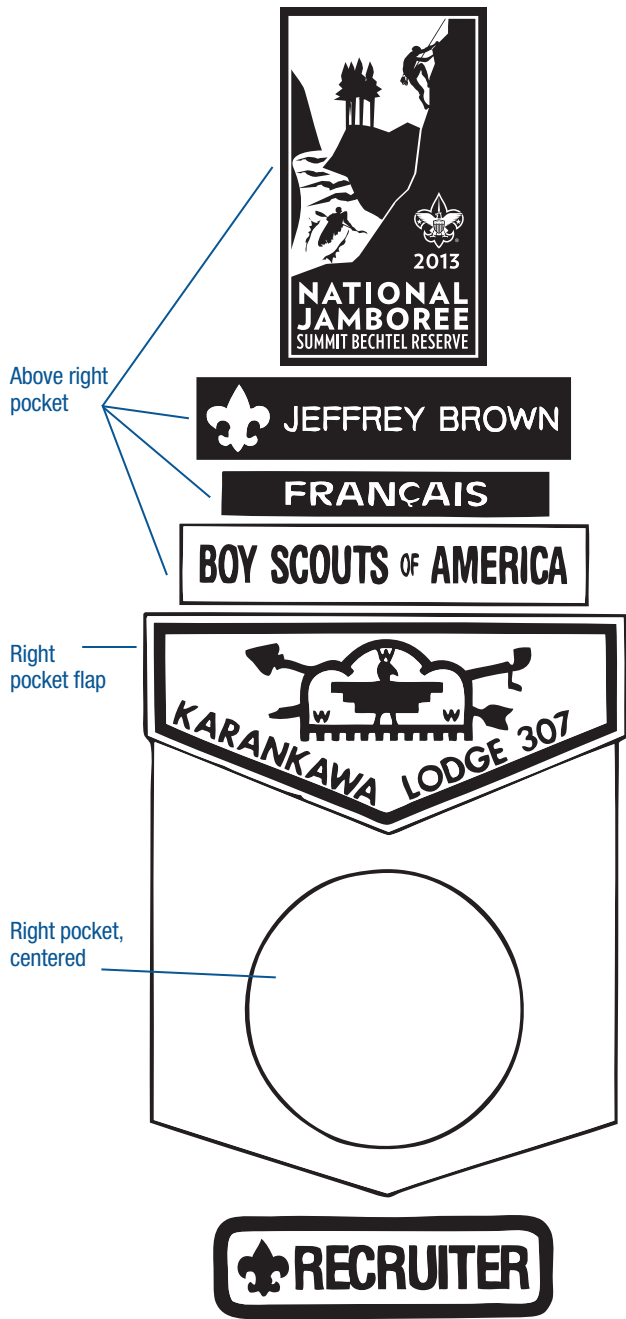 2013
NATIONAL
JAMBOREE
SUMMIT BECHTEL RESERVE
Above right
pocket
JEFFREY BROWN
FRANÇAIS
BOY SCOUTS OF AMERICA
Right
pocket flap
W
W W
KARANKAWA LODGE 307
Right pocket,
centered
RECRUITER